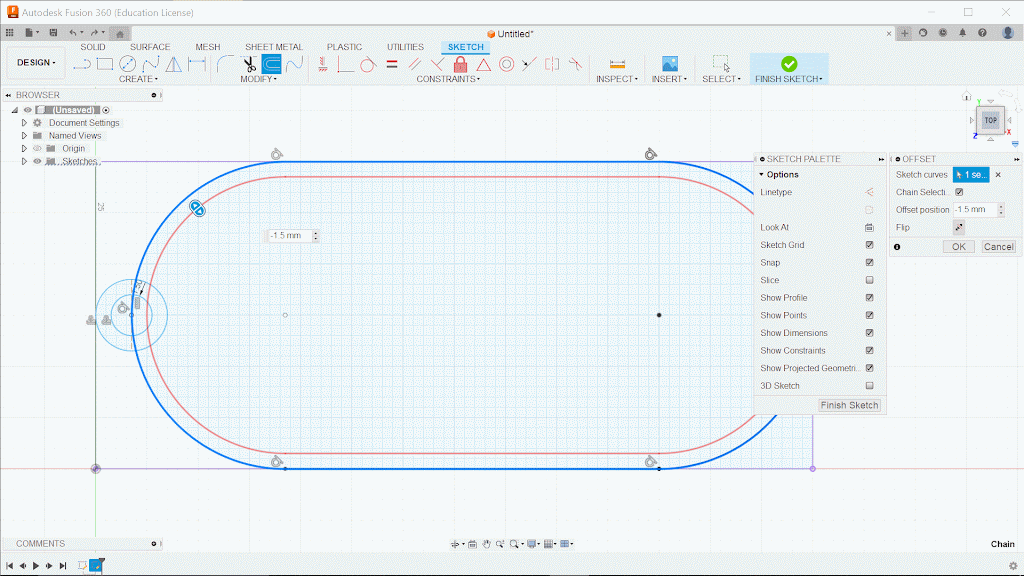 Autodesk Fusion 360 (Education License)
Untitled*
SOLID SURFACE MESH SHEET METAL PLASTIC UTILITIES SKETCH
DESIGN
CREATE MODIFY CONSTRAINTS INSPECT INSERT SELECT FINISH SKETCH
BROWSER
(Unsaved)
Document Settings
Named Views
Origin
Sketches
TOP
X
Y
Z
25
-1.5 mm
SKETCH PALETTE
Options
Linetype
Look At
Sketch Grid
Snap
Slice
Show Profile
Show Points
Show Dimensions
Show Constraints
Show Projected Geometri..
3D Sketch
Finish Sketch
OFFSET
Sketch curves 1 se...
Chain Selecti..
Offset position -1.5 mm
Flip
OK Cancel
COMMENTS
Chain